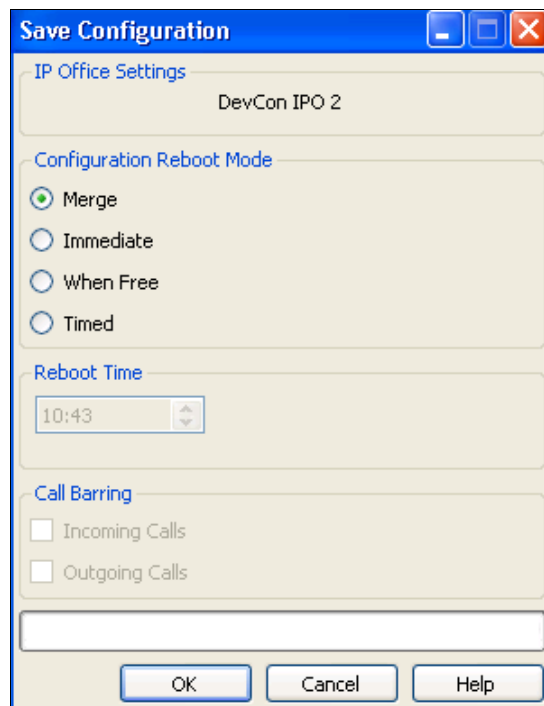 Save Configuration
IP Office Settings
DevCon IPO 2
Configuration Reboot Mode
Merge
Immediate
When Free
Timed
Reboot Time
10:43
Call Barring
Incoming Calls
Outgoing Calls
OK Cancel Help